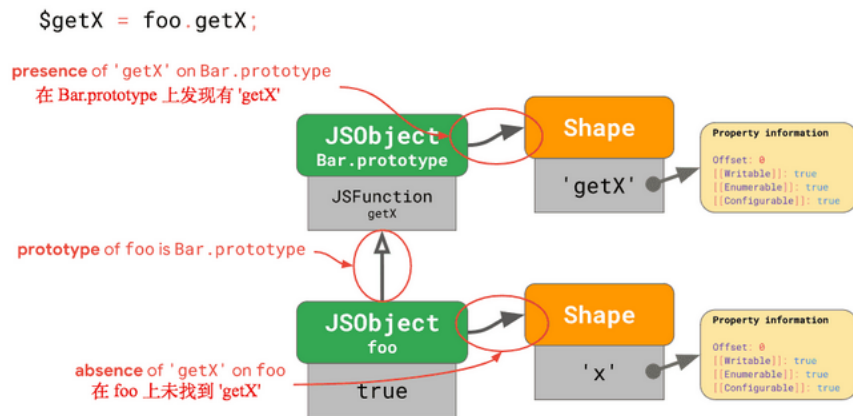 $getX = foo.getX;
presence of 'getX' on Bar.prototype
在 Bar.prototype 上发现有 'getX'
JSObject
Bar.prototype
JSFunction
getX
Shape
'getX'
Property information
Offset: 0
[[Writable]]: true
[[Enumerable]]: true
[[Configurable]]: true
prototype of foo is Bar.prototype
JSObject
foo
true
Shape
'x'
Property information
Offset: 0
[[Writable]]: true
[[Enumerable]]: true
[[Configurable]]: true
absence of 'getX' on foo
在 foo 上未找到 'getX'